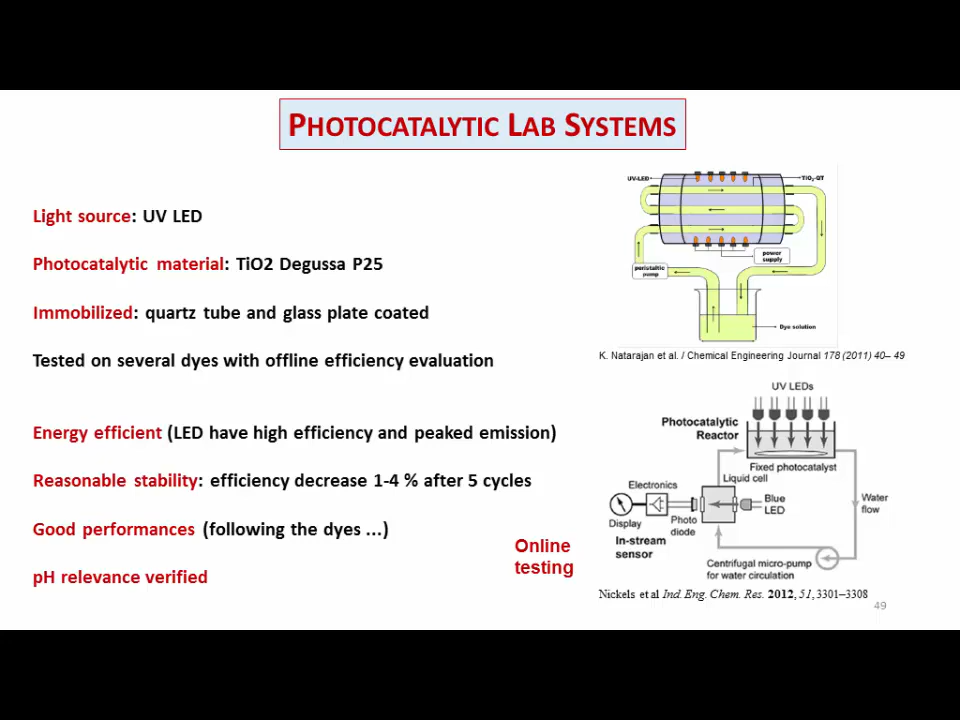 PHOTOCATALYTIC LAB SYSTEMS
Light source: UV LED
Photocatalytic material: TiO2 Degussa P25
Immobilized: quartz tube and glass plate coated
Tested on several dyes with offline efficiency evaluation
Energy efficient (LED have high efficiency and peaked emission)
Reasonable stability: efficiency decrease 1-4 % after 5 cycles
Good performances (following the dyes ...)
pH relevance verified
Online
testing
UV-LED
TiO2-QT
power
supply
peristaltic
pump
Dye solution
K. Natarajan et al. / Chemical Engineering Journal 178 (2011) 40– 49
UV LEDs
Photocatalytic
Reactor
Fixed photocatalyst
Liquid cell
Electronics
Blue
LED
Water
flow
Display
Photo
diode
In-stream
sensor
Centrifugal micro-pump
for water circulation
Nickels et al Ind. Eng. Chem. Res. 2012, 51, 3301–3308
49